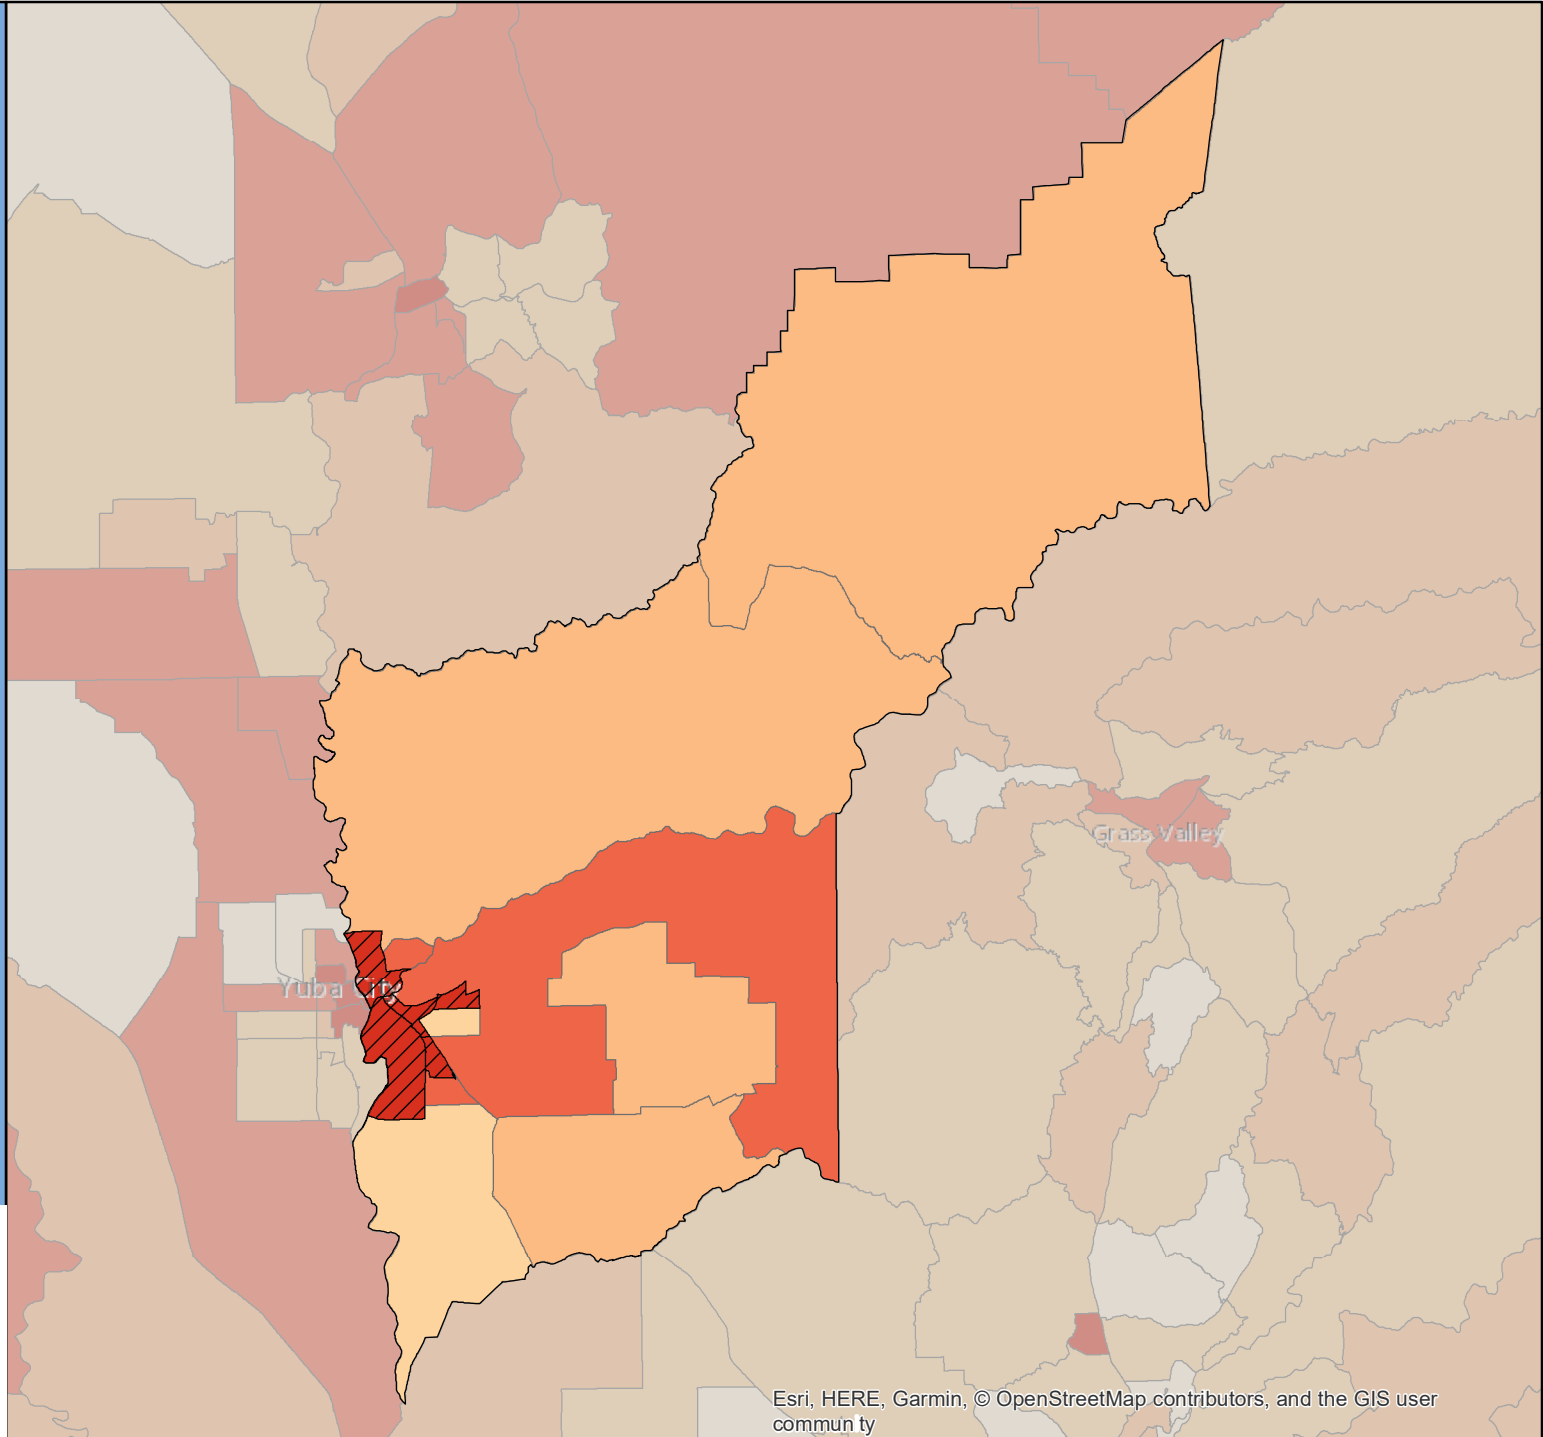 Grass Valley
Yuba City
Esri, HERE, Garmin, © OpenStreetMap contributors, and the GIS user
commun ty